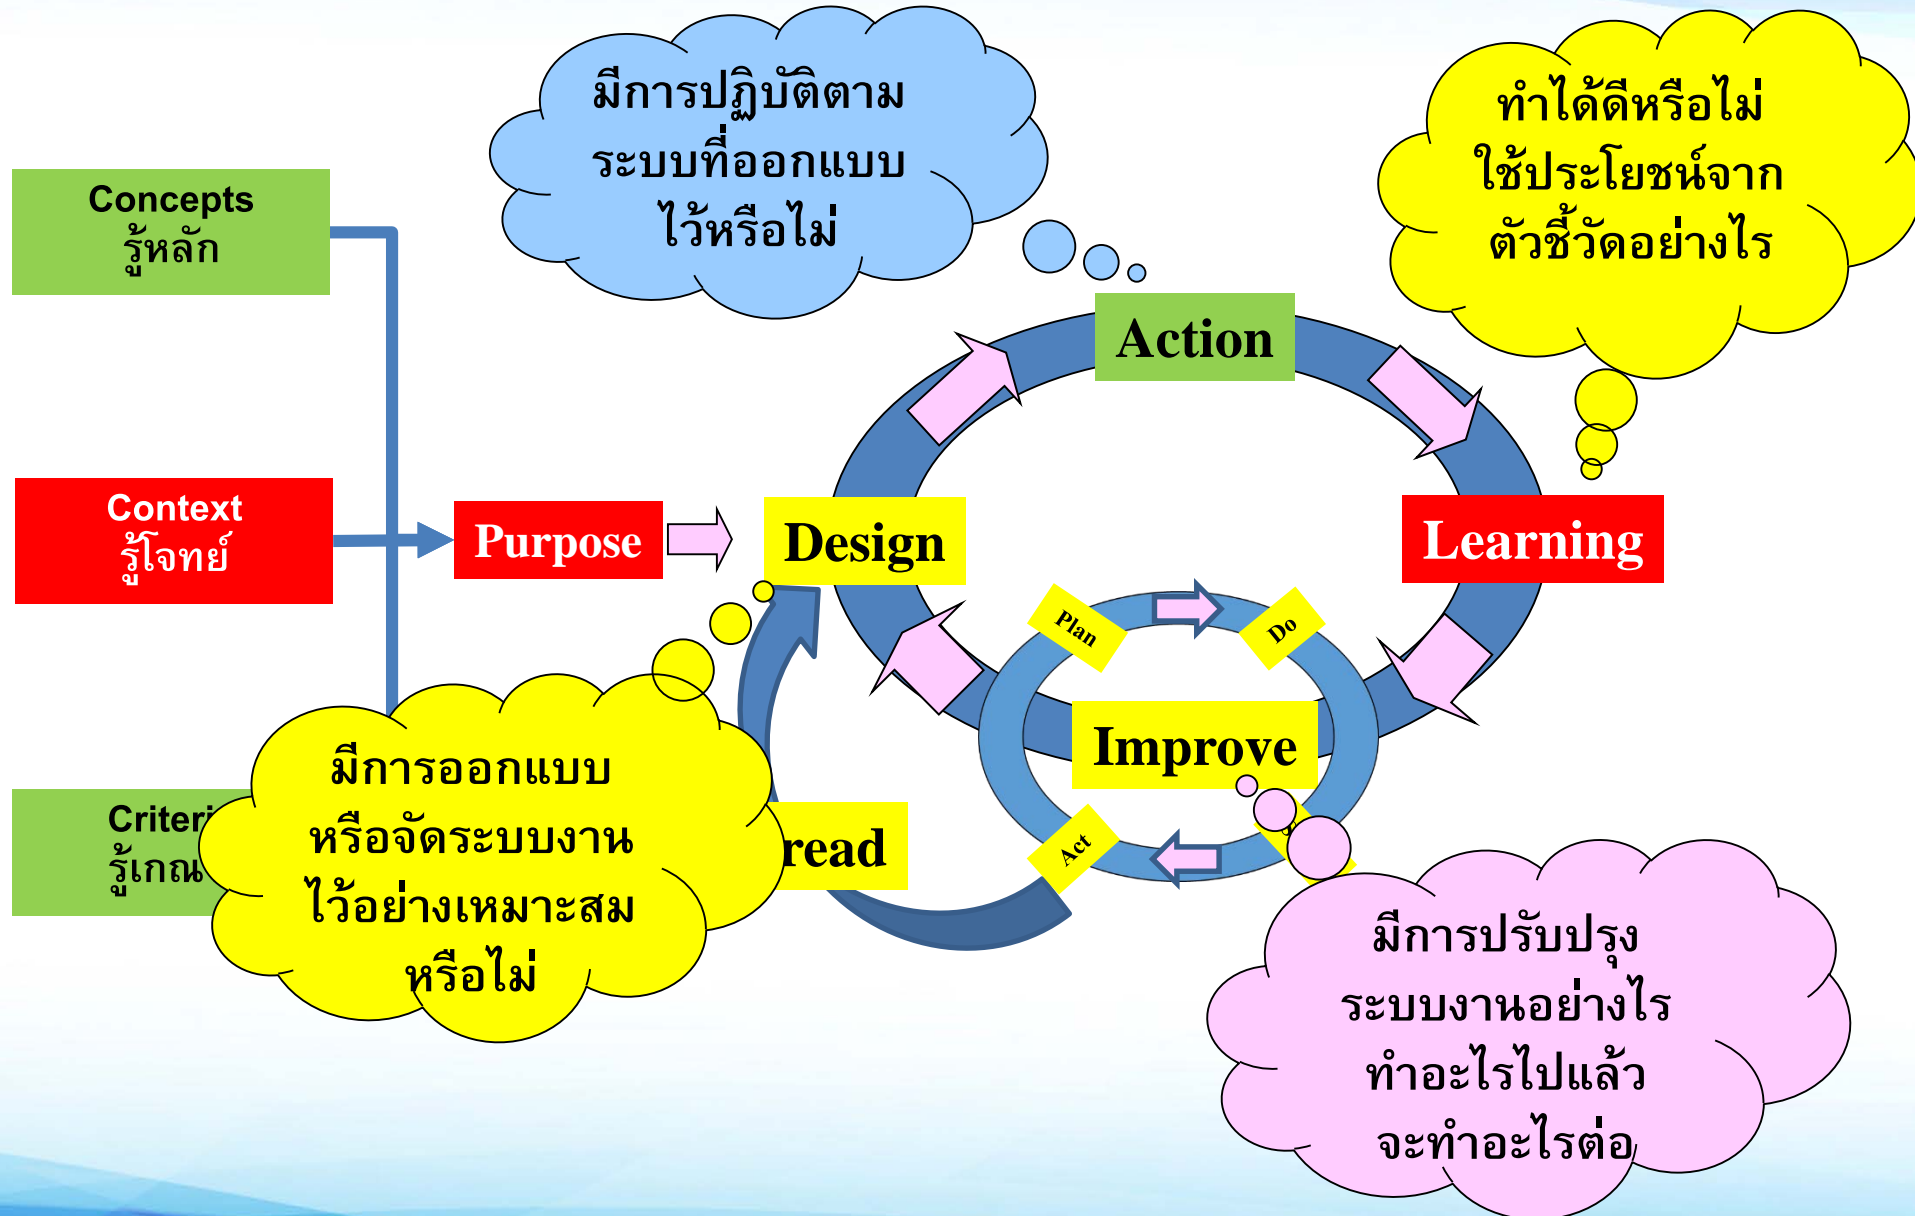 มีการปฏิบัติตาม
ระบบที่ออกแบบ
ไว้หรือไม่
ทำได้ดีหรือไม่
ใช้ประโยชน์จาก
ตัวชี้วัดอย่างไร
Concepts
รู้หลัก
Action
Context
รู้โจทย์
Purpose
Design
Learning
Plan
Do
Improve
Act
มีการออกแบบ
หรือจัดระบบงาน
ไว้อย่างเหมาะสม
หรือไม่
มีการปรับปรุง
ระบบงานอย่างไร
ทำอะไรไปแล้ว
จะทำอะไรต่อ